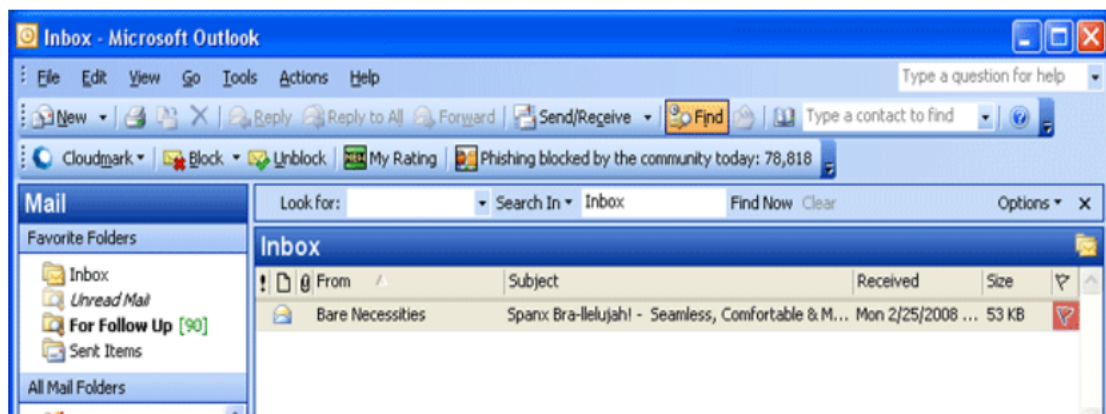 Inbox - Microsoft Outlook
File Edit View Go Tools Actions Help Type a question for help
New Reply Reply to All Forward Send/Receive Find Type a contact to find
Cloudmark Block Unblock My Rating Phishing blocked by the community today: 78,818
Mail
Look for: Search In Inbox Find Now Clear Options
Favorite Folders
Inbox
Inbox
Unread Mail
For Follow Up [90]
Sent Items
All Mail Folders
! From Subject Received Size
Bare Necessities Spanx Bra-llelujah! - Seamless, Comfortable & M... Mon 2/25/2008 ... 53 KB